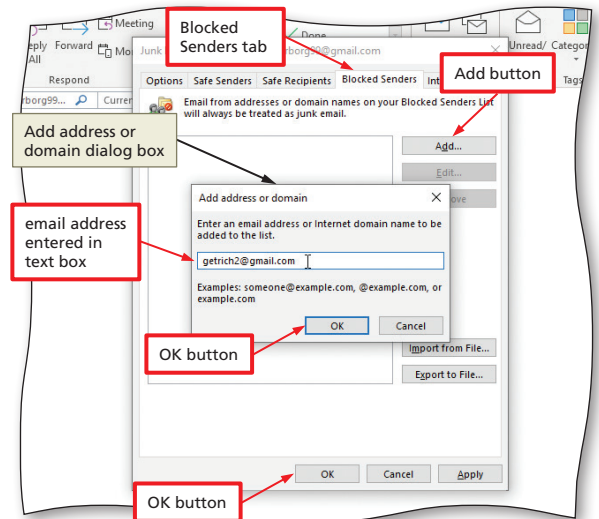 Meeting
Blocked
Senders tab
Done
Reply
All
Forward
Mo
Unread/
Categor
Junk
rborg99@gmail.com
Respond
Tags
Options
Safe Senders
Safe Recipients
Blocked Senders
Int
Add button
rborg99...
Curren
Email from addresses or domain names on your Blocked Senders List
will always be treated as junk email.
Add address or
domain dialog box
Add...
Edit...
ove
Add address or domain
Enter an email address or Internet domain name to be
added to the list.
email address
entered in
text box
getrich2@gmail.com
Examples: someone@example.com, @example.com, or
example.com
OK
Cancel
OK button
Import from File...
Export to File...
OK
Cancel
Apply
OK button